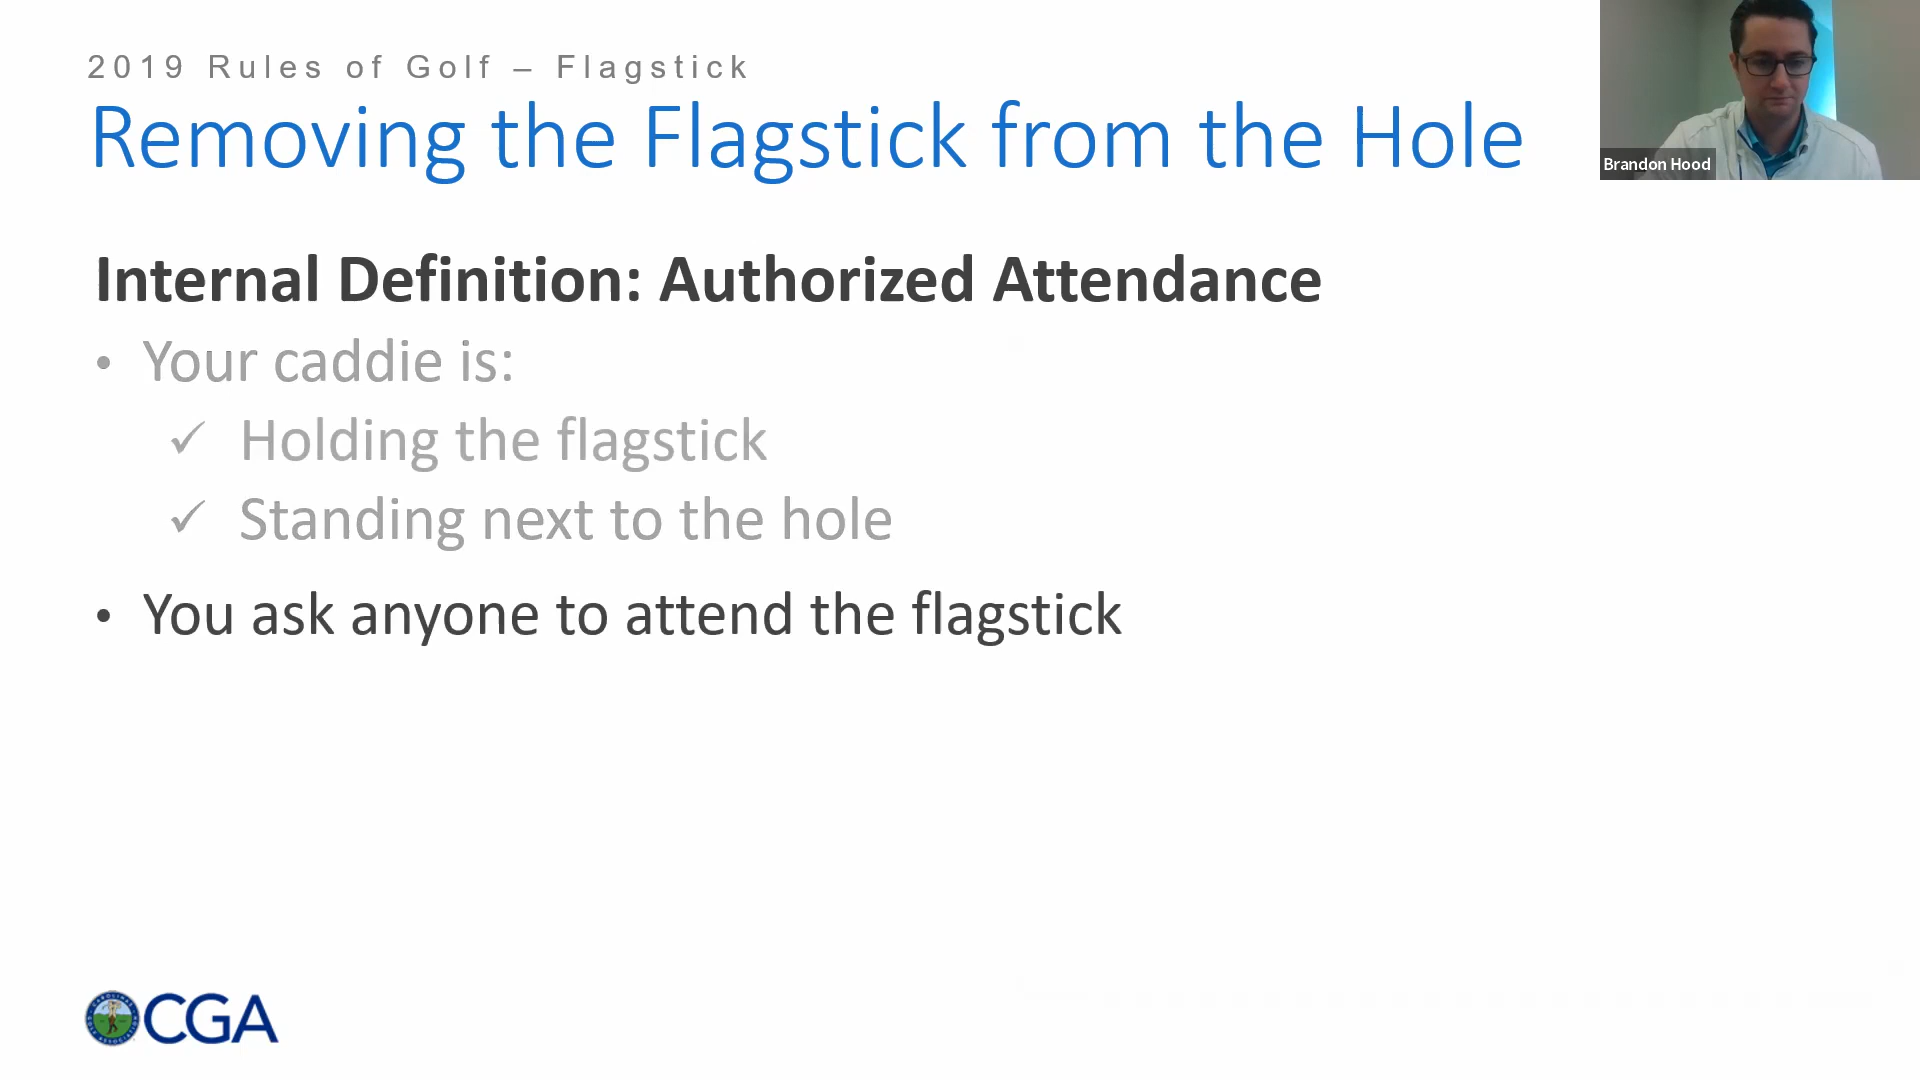 2019 Rules of Golf – Flagstick
Removing the Flagstick from the Hole
Brandon Hood
Internal Definition: Authorized Attendance
• Your caddie is:
✓ Holding the flagstick
✓ Standing next to the hole
• You ask anyone to attend the flagstick
CGA